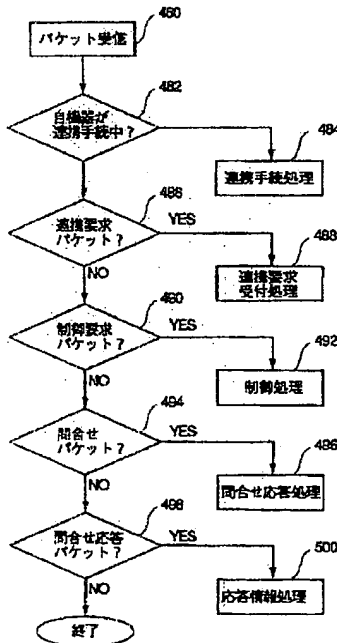 480
パケット受信
482
自機器が
連携手続中？
484
連携手続処理
486
連携要求
パケット？
YES
488
連携要求
受付処理
NO
490
制御要求
パケット？
YES
492
制御処理
NO
494
問合せ
パケット？
YES
496
問合せ応答処理
NO
498
問合せ応答
パケット？
YES
500
応答情報処理
NO
終了